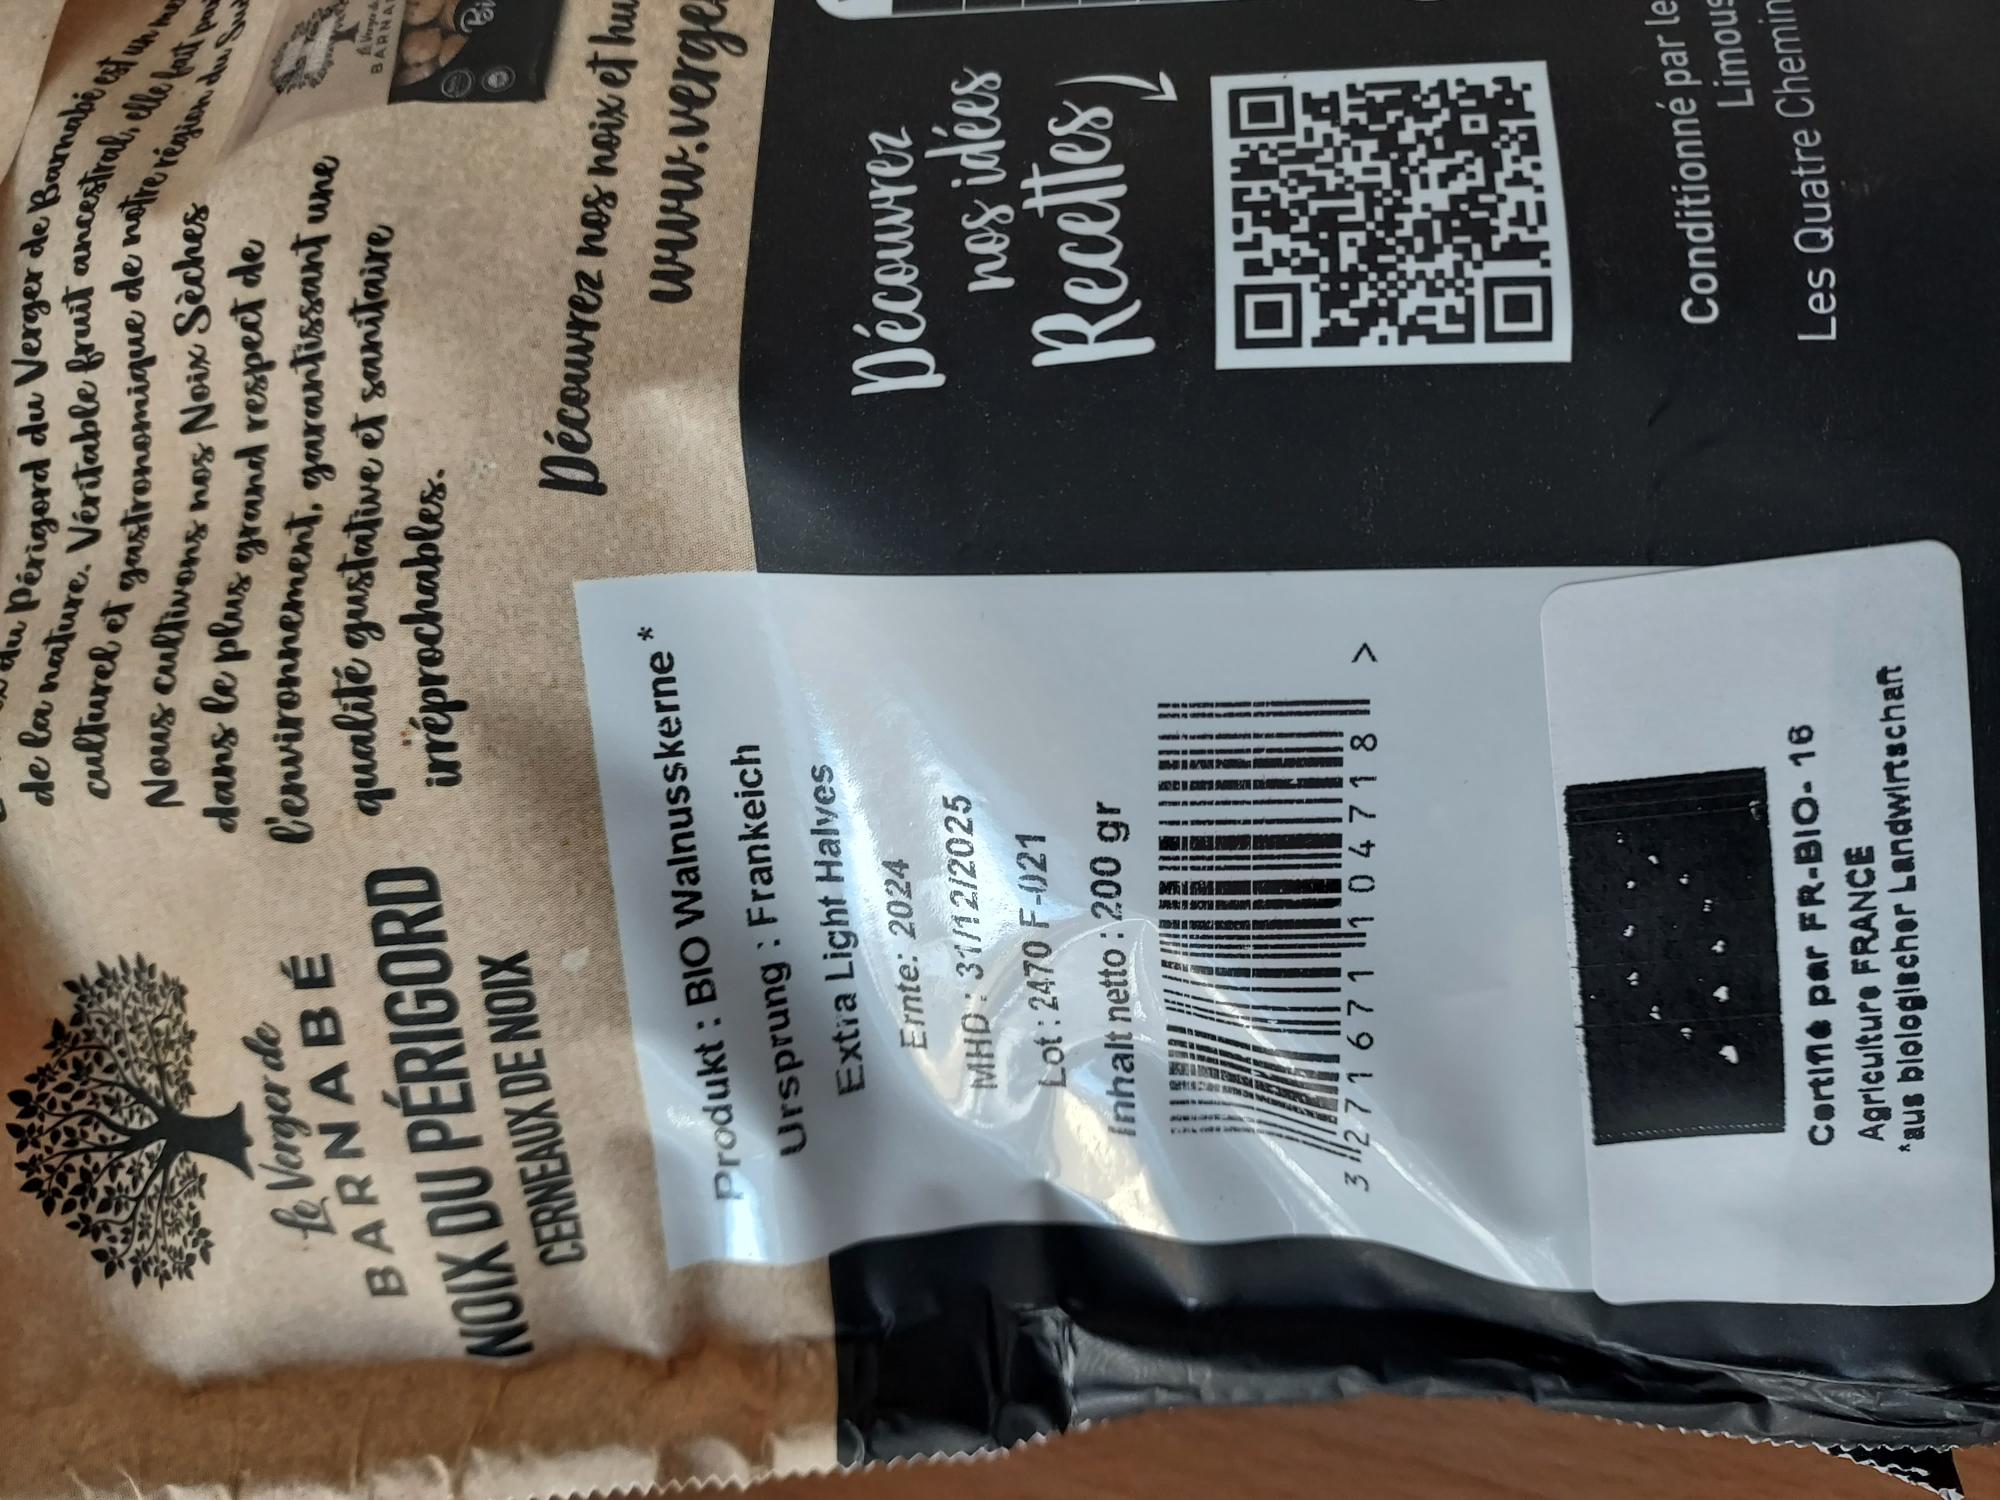 Le Verger de
BARNABÉ
NOIX DU PÉRIGORD
CERNEAUX DE NOIX
du Périgord du Verger de Barnabé est un
de la nature. Véritable fruit ancestral, elle fait
culturel et gastronomique de notre région du Sud
Nous cultivons nos Noix Sèches
dans le plus grand respect de
l'environnement, garantissant une
qualité gustative et sanitaire
irréprochables.
Découvrez nos noix et
www.verge
Produkt : BIO Walnusskerne*
Ursprung : Frankeich
Extra Light Halves
Ernte: 2024
MHD : 31/12/2025
Lot : 2470 F-021
Inhalt netto : 200 gr
3 271671 104718 >
Certifié par FR-BIO- 16
Agriculture FRANCE
*aus biologischer Landwirtschaft
Découvrez
nos idées
Recettes
Conditionné par le
Limous
Les Quatre Chemin